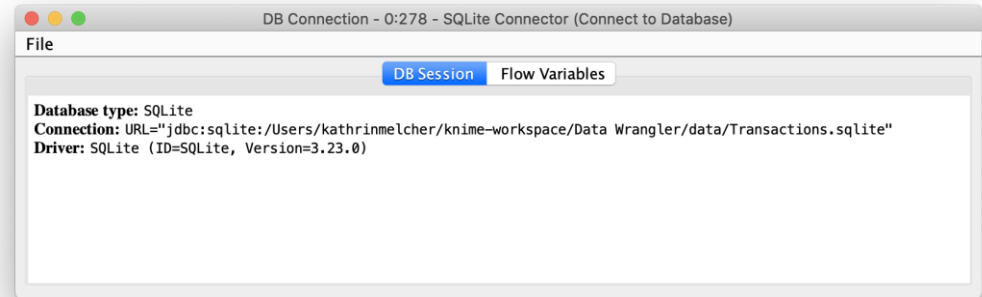 DB Connection - 0:278 - SQLite Connector (Connect to Database)
File
DB Session Flow Variables
Database type: SQLite
Connection: URL="jdbc:sqlite:/Users/kathrinmelcher/knime-workspace/Data Wrangler/data/Transactions.sqlite"
Driver: SQLite (ID=SQLite, Version=3.23.0)